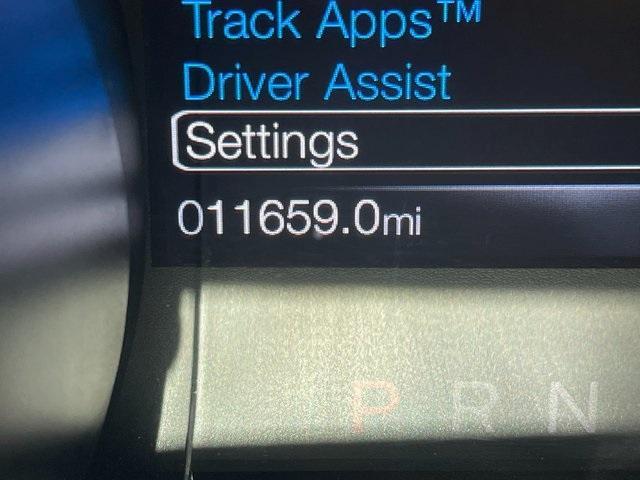 Track Apps™
Driver Assist
Settings
011659.0mi
P R N